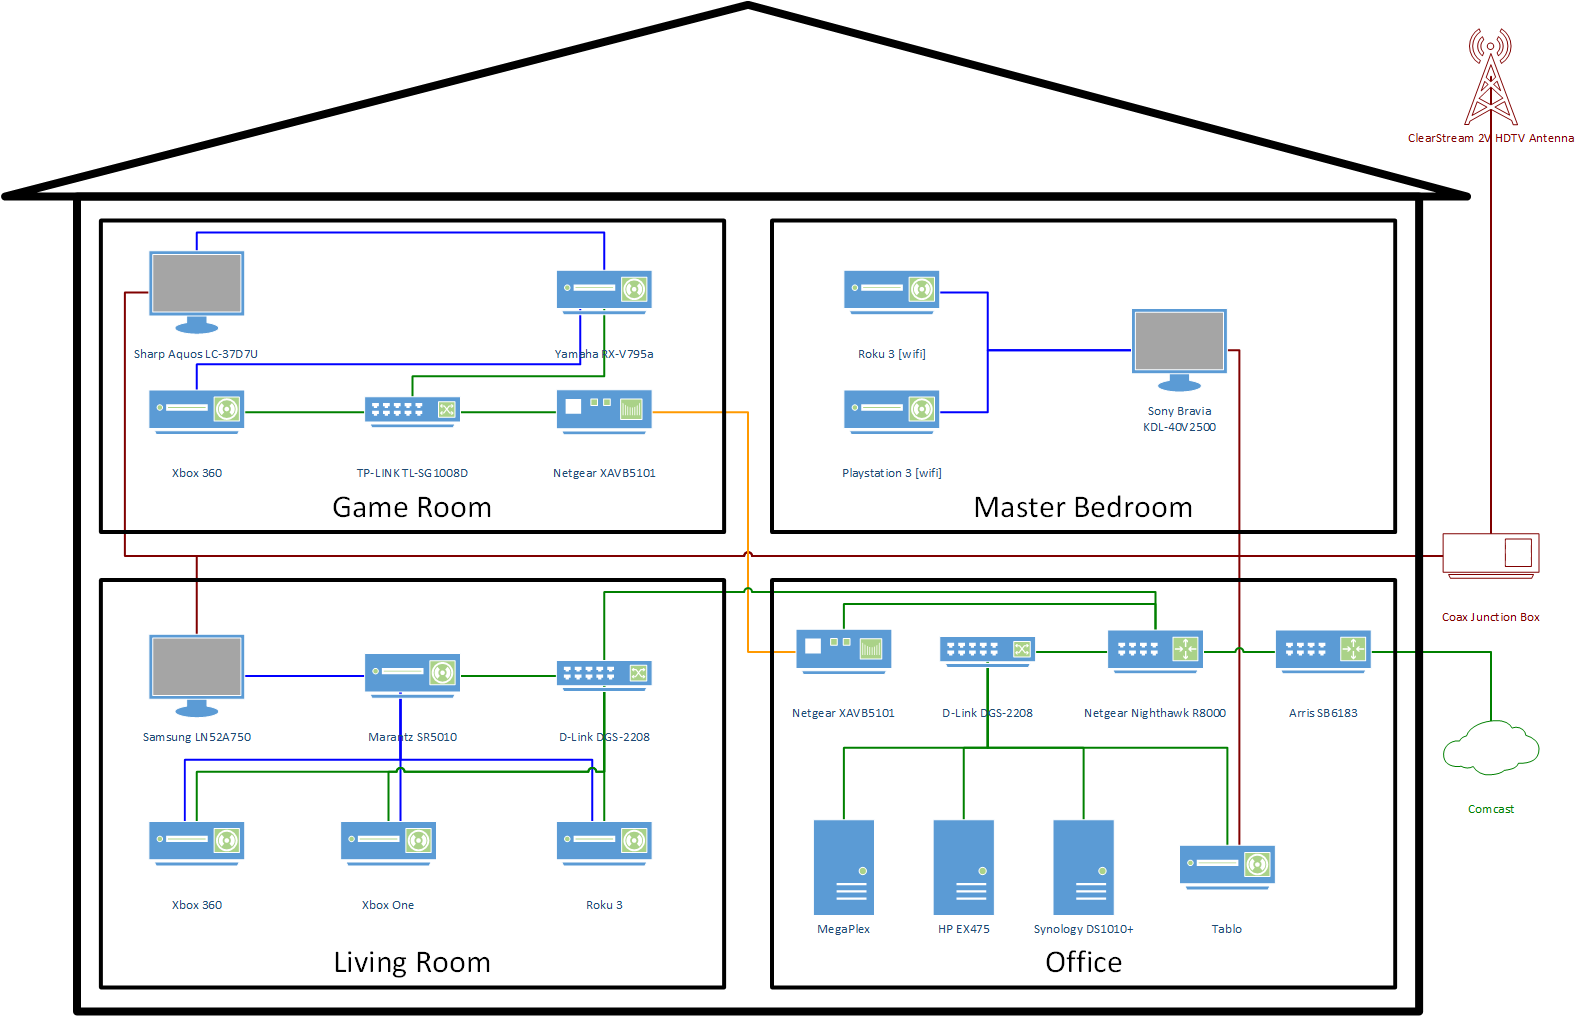 ClearStream 2V HDTV Antenna
Sharp Aquos LC-37D7U
Yamaha RX-V795a
Xbox 360
TP-LINK TL-SG1008D
Netgear XAVB5101
Game Room
Roku 3 [wifi]
Sony Bravia
KDL-40V2500
Playstation 3 [wifi]
Master Bedroom
Coax Junction Box
Samsung LN52A750
Marantz SR5010
D-Link DGS-2208
Xbox 360
Xbox One
Roku 3
Living Room
Netgear XAVB5101
D-Link DGS-2208
Netgear Nighthawk R8000
Arris SB6183
Comcast
MegaPlex
HP EX475
Synology DS1010+
Tablo
Office